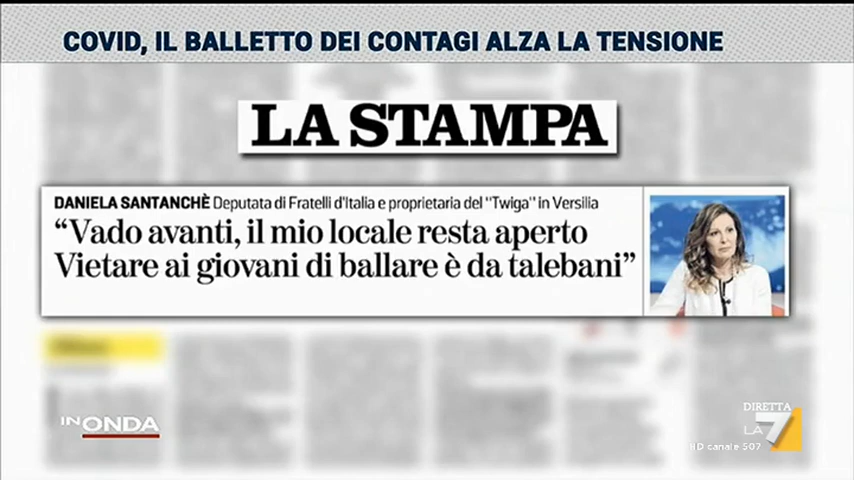 COVID, IL BALLETTO DEI CONTAGI ALZA LA TENSIONE
LA STAMPA
DANIELA SANTANCHÈ Deputata di Fratelli d'Italia e proprietaria del "Twiga" in Versilia
“Vado avanti, il mio locale resta aperto
Vietare ai giovani di ballare è da talebani”
IN ONDA
DIRETTA
LA 7
HD canale 507